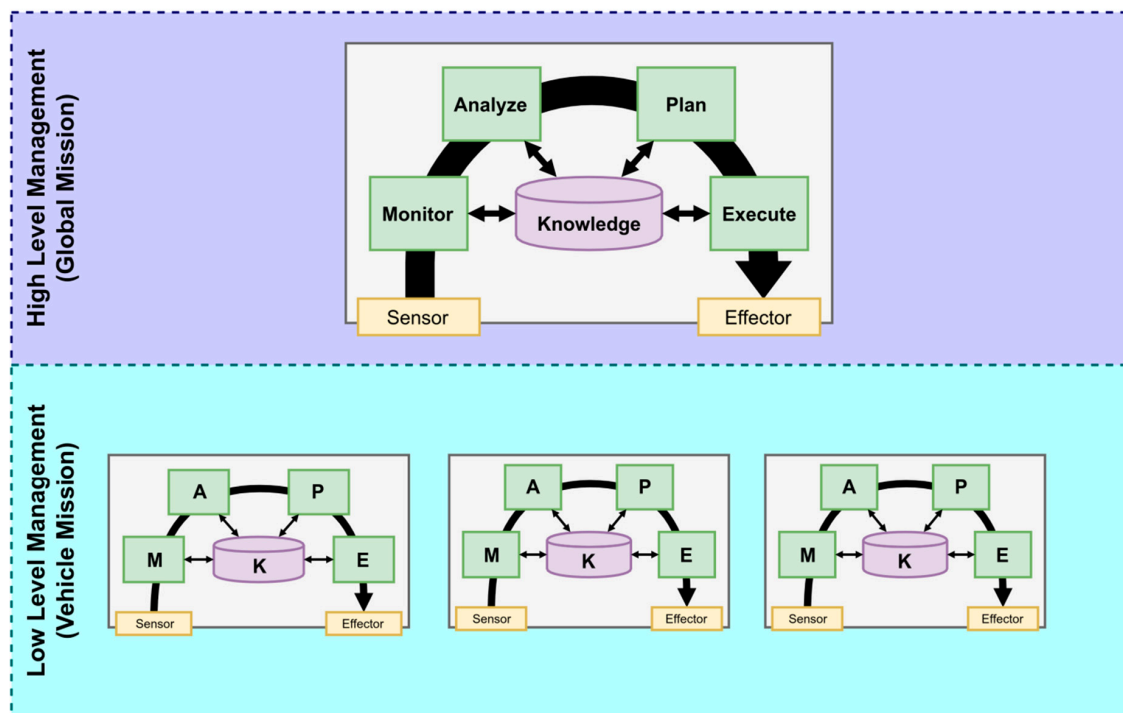 High Level Management
(Global Mission)
Analyze
Plan
Monitor
Knowledge
Execute
Sensor
Effector
Low Level Management
(Vehicle Mission)
A
P
M
K
E
Sensor
Effector
A
P
M
K
E
Sensor
Effector
A
P
M
K
E
Sensor
Effector